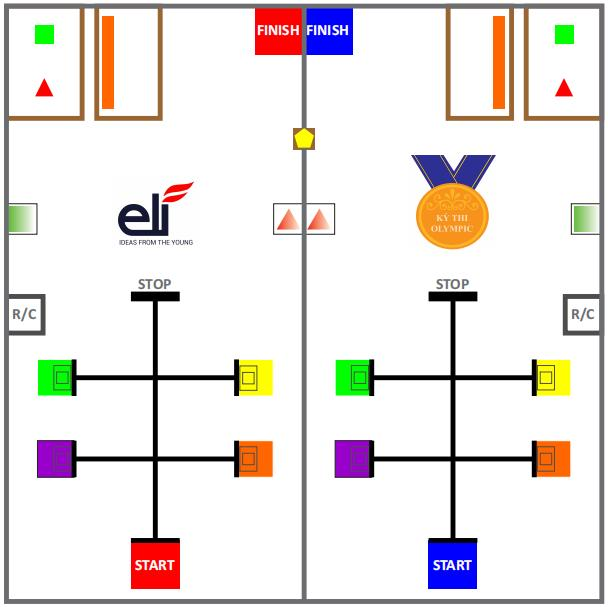 FINISH FINISH
eli
IDEAS FROM THE YOUNG
KỲ THI
OLYMPIC
STOP STOP
R/C R/C
START START